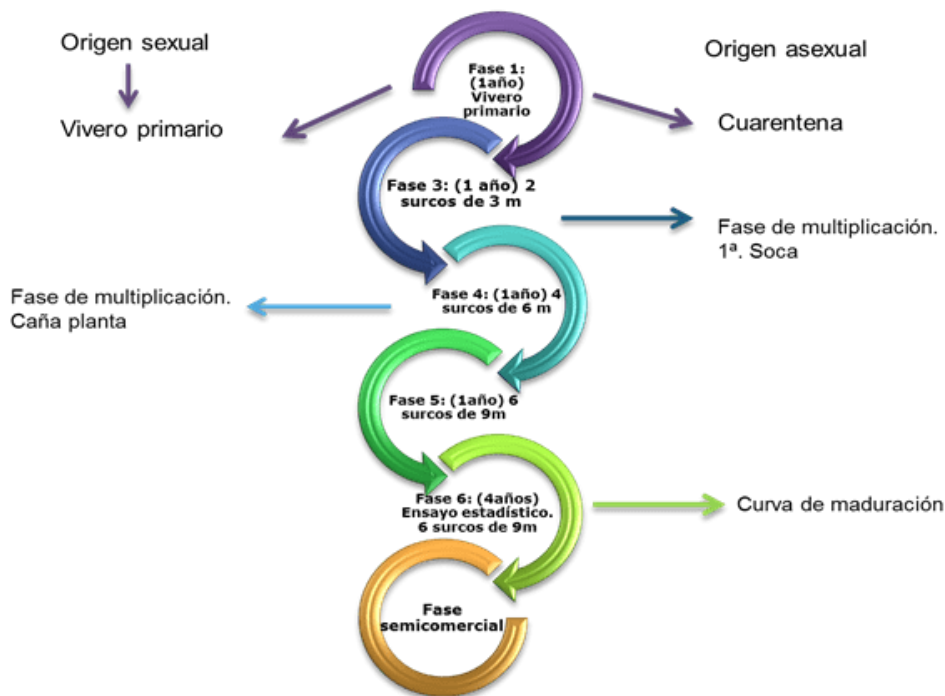 Origen sexual
Vivero primario
Origen asexual
Cuarentena
Fase 1:
(1año)
Vivero
primario
Fase 3: (1 año) 2
surcos de 3 m
Fase de multiplicación.
1ª. Soca
Fase 4: (1año) 4
surcos de 6 m
Fase de multiplicación.
Caña planta
Fase 5: (1año) 6
surcos de 9m
Fase 6: (4años)
Ensayo estadístico.
6 surcos de 9m
Curva de maduración
Fase
semicomercial